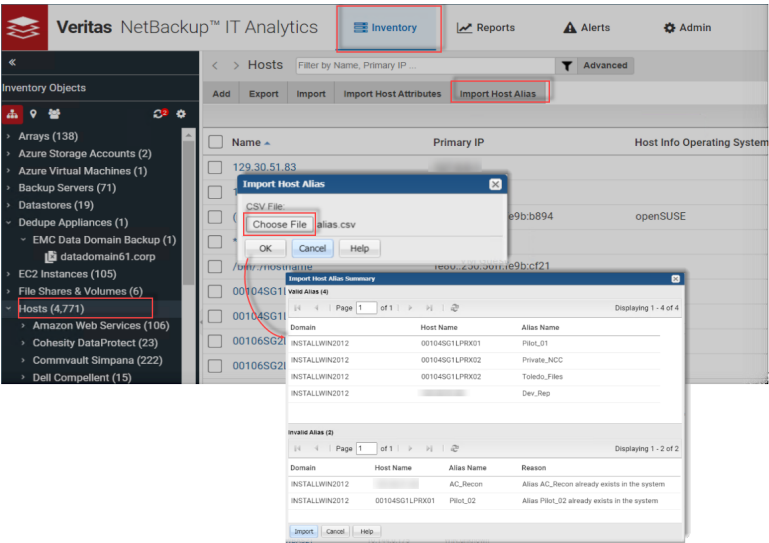 Veritas NetBackup™ IT Analytics
Inventory
Reports
Alerts
Admin
Inventory Objects
Arrays (138)
Azure Storage Accounts (2)
Azure Virtual Machines (1)
Backup Servers (71)
Datastores (19)
Dedupe Appliances (1)
EMC Data Domain Backup (1)
datadomain61.corp
EC2 Instances (105)
File Shares & Volumes (6)
Hosts (4,771)
Amazon Web Services (106)
Cohesity DataProtect (23)
Commvault Simpana (222)
Dell Compellent (15)
Hosts
Filter by Name, Primary IP ...
Advanced
Add Export Import Import Host Attributes Import Host Alias
Name Primary IP Host Info Operating System
129.30.51.83
e9b:b894 openSUSE
00104SG1
00104SG1
00106SG2
00106SG2
Import Host Alias
CSV File:
Choose File alias.csv
OK Cancel Help
Import Host Alias Summary
Valid Alias (4)
Page 1 of 1 Displaying 1 - 4 of 4
Domain Host Name Alias Name
INSTALLWIN2012 00104SG1LPRX01 Pilot_01
INSTALLWIN2012 00104SG1LPRX02 Private_NCC
INSTALLWIN2012 00104SG1LPRX02 Toledo_Files
INSTALLWIN2012 Dev_Rep
Invalid Alias (2)
Page 1 of 1 Displaying 1 - 2 of 2
Domain Host Name Alias Name Reason
INSTALLWIN2012 AC_Recon Alias AC_Recon already exists in the system
INSTALLWIN2012 00104SG1LPRX01 Pilot_02 Alias Pilot_02 already exists in the system
Import Cancel Help